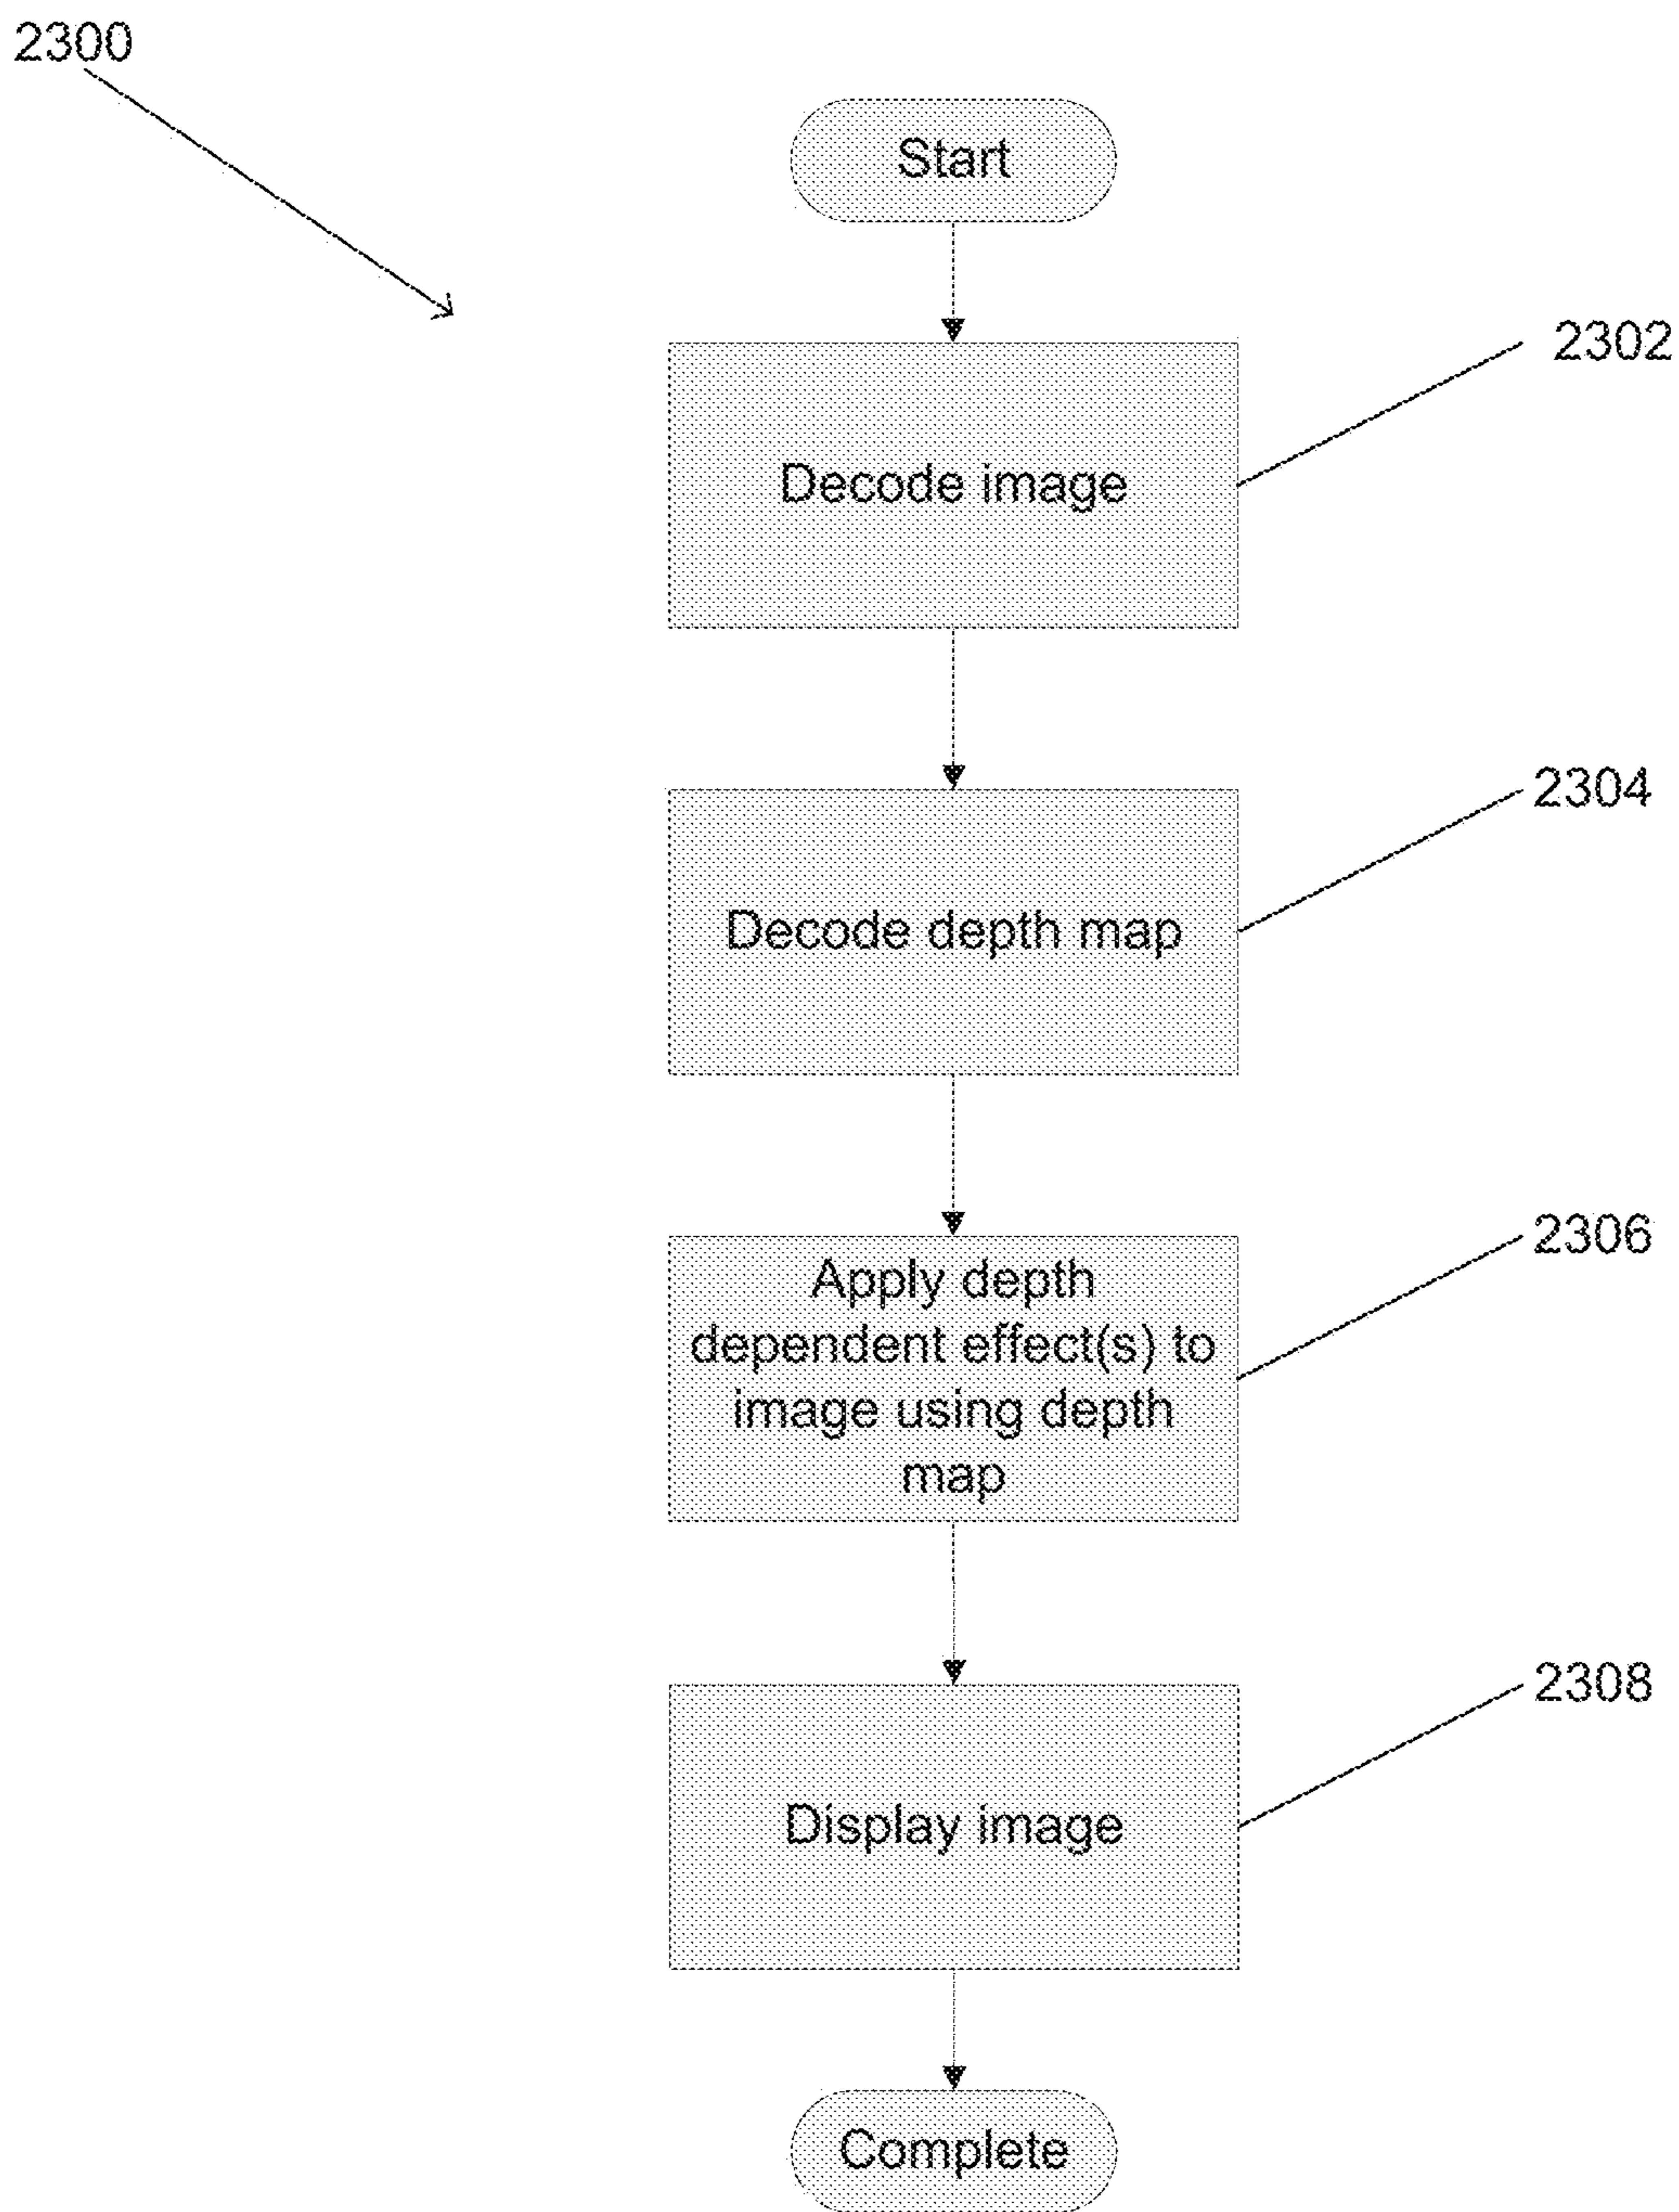 2300
Start
2302
Decode image
2304
Decode depth map
2306
Apply depth
dependent effect(s) to
image using depth
map
2308
Display image
Complete